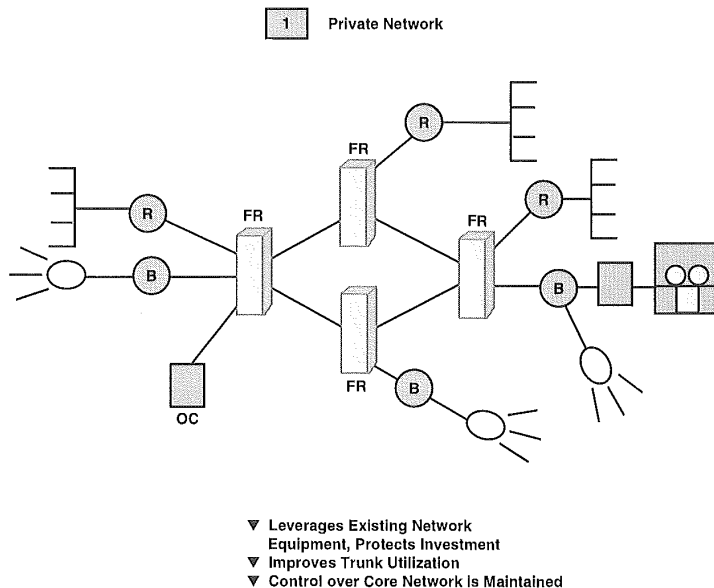 1 Private Network
R
FR
FR
R
FR
R
B
B
FR
B
OC
▼ Leverages Existing Network
Equipment, Protects Investment
▼ Improves Trunk Utilization
▼ Control over Core Network is Maintained